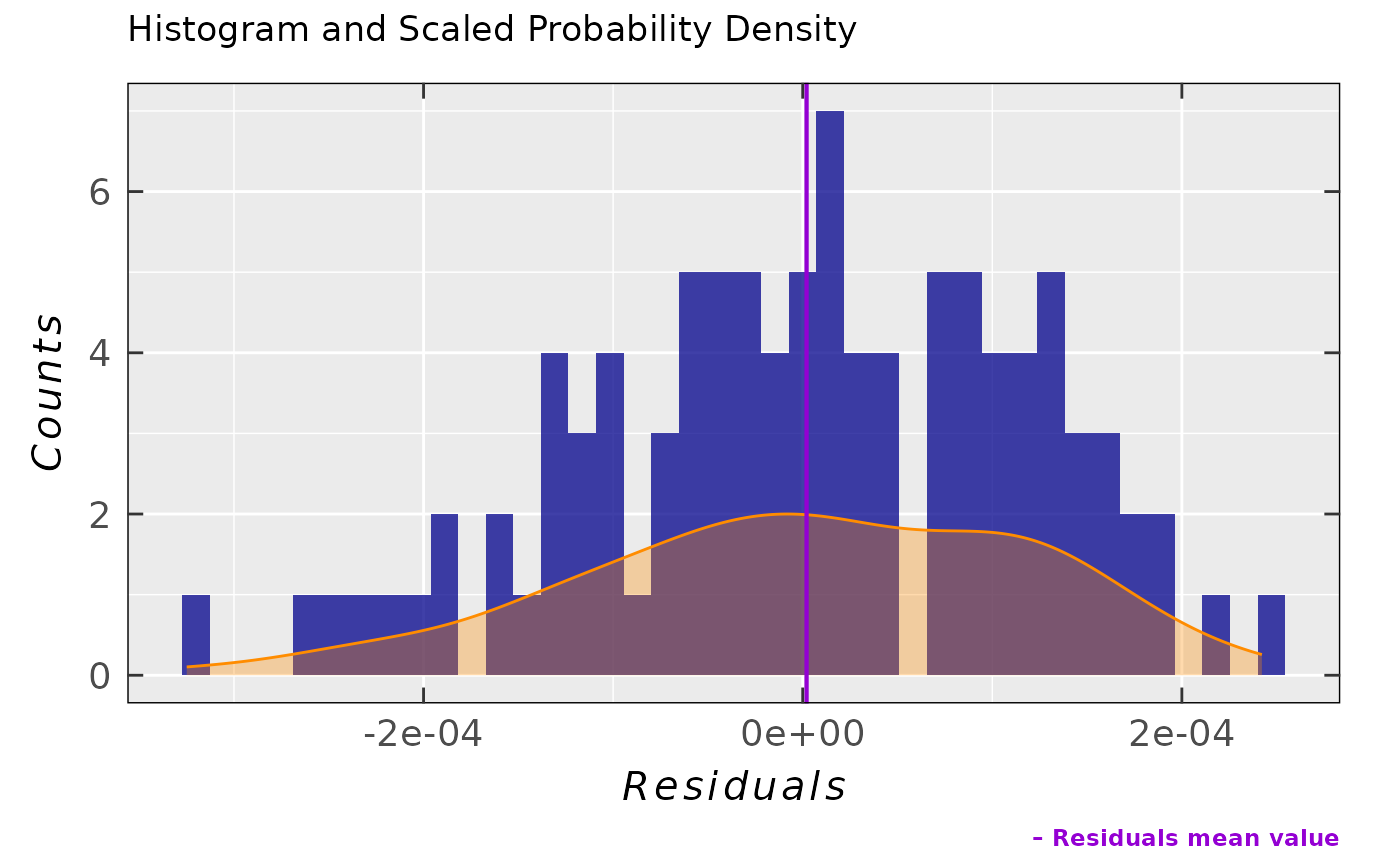 Histogram and Scaled Probability Density
6
4
2
0
Counts
-2e-04
0e+00
2e-04
Residuals
– Residuals mean value